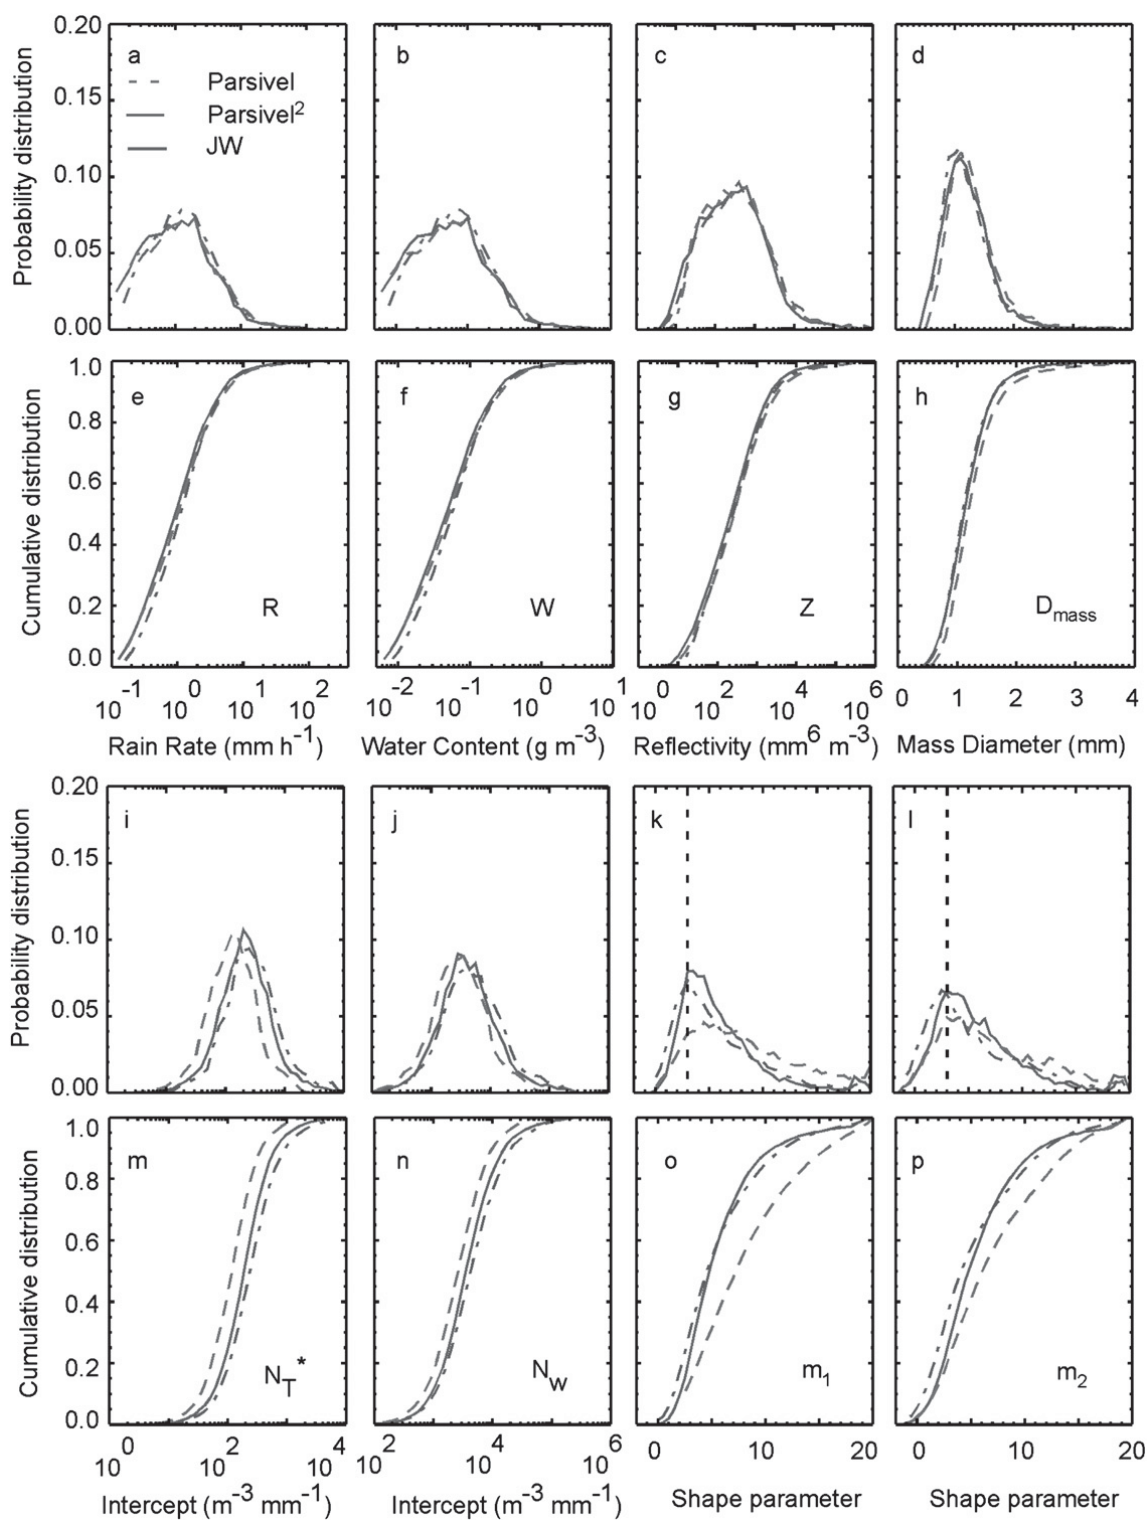 0.20
0.15
0.10
0.05
0.00
Probability distribution
a
Parsivel
Parsivel²
JW
b
c
d
1.0
0.8
0.6
0.4
0.2
0.0
Cumulative distribution
e
R
f
W
g
Z
h
D_mass
10⁻¹ 10⁰ 10¹ 10²
Rain Rate (mm h⁻¹)
10⁻² 10⁻¹ 10⁰ 10¹
Water Content (g m⁻³)
10⁰ 10² 10⁴ 10⁶
Reflectivity (mm⁶ m⁻³)
0 1 2 3 4
Mass Diameter (mm)
0.20
0.15
0.10
0.05
0.00
Probability distribution
i
j
k
l
1.0
0.8
0.6
0.4
0.2
0.0
Cumulative distribution
m
N_T*
n
N_W
o
m₁
p
m₂
10⁰ 10² 10⁴
Intercept (m⁻³ mm⁻¹)
10² 10⁴ 10⁶
Intercept (m⁻³ mm⁻¹)
0 10 20
Shape parameter
0 10 20
Shape parameter